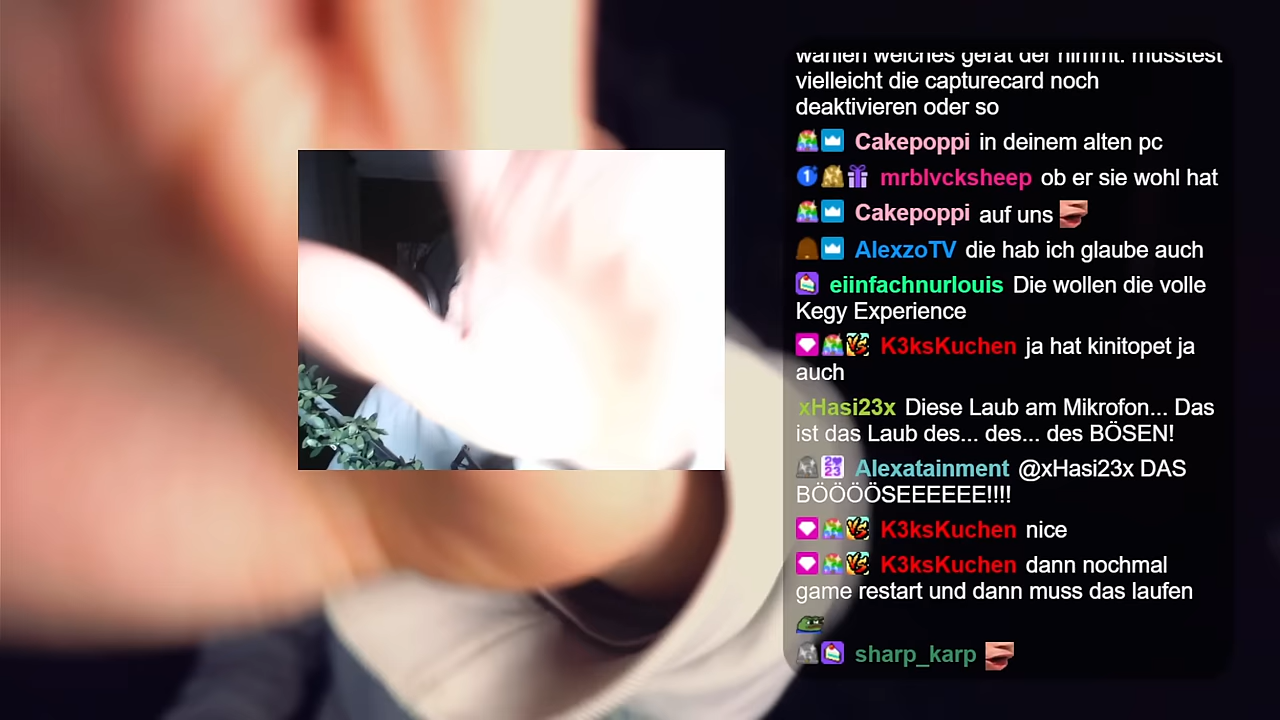 wählen welches gerät der nimmt. musstest
vielleicht die capturecard noch
deaktivieren oder so
Cakepoppi in deinem alten pc
1 mrblvcksheep ob er sie wohl hat
Cakepoppi auf uns
AlexzoTV die hab ich glaube auch
eiinfachnurlouis Die wollen die volle
Kegy Experience
K3ksKuchen ja hat kinitopet ja
auch
xHasi23x Diese Laub am Mikrofon... Das
ist das Laub des... des... des BÖSEN!
Alexatainment @xHasi23x DAS
BÖÖÖÖSEEEEEE!!!!
K3ksKuchen nice
K3ksKuchen dann nochmal
game restart und dann muss das laufen
sharp_karp